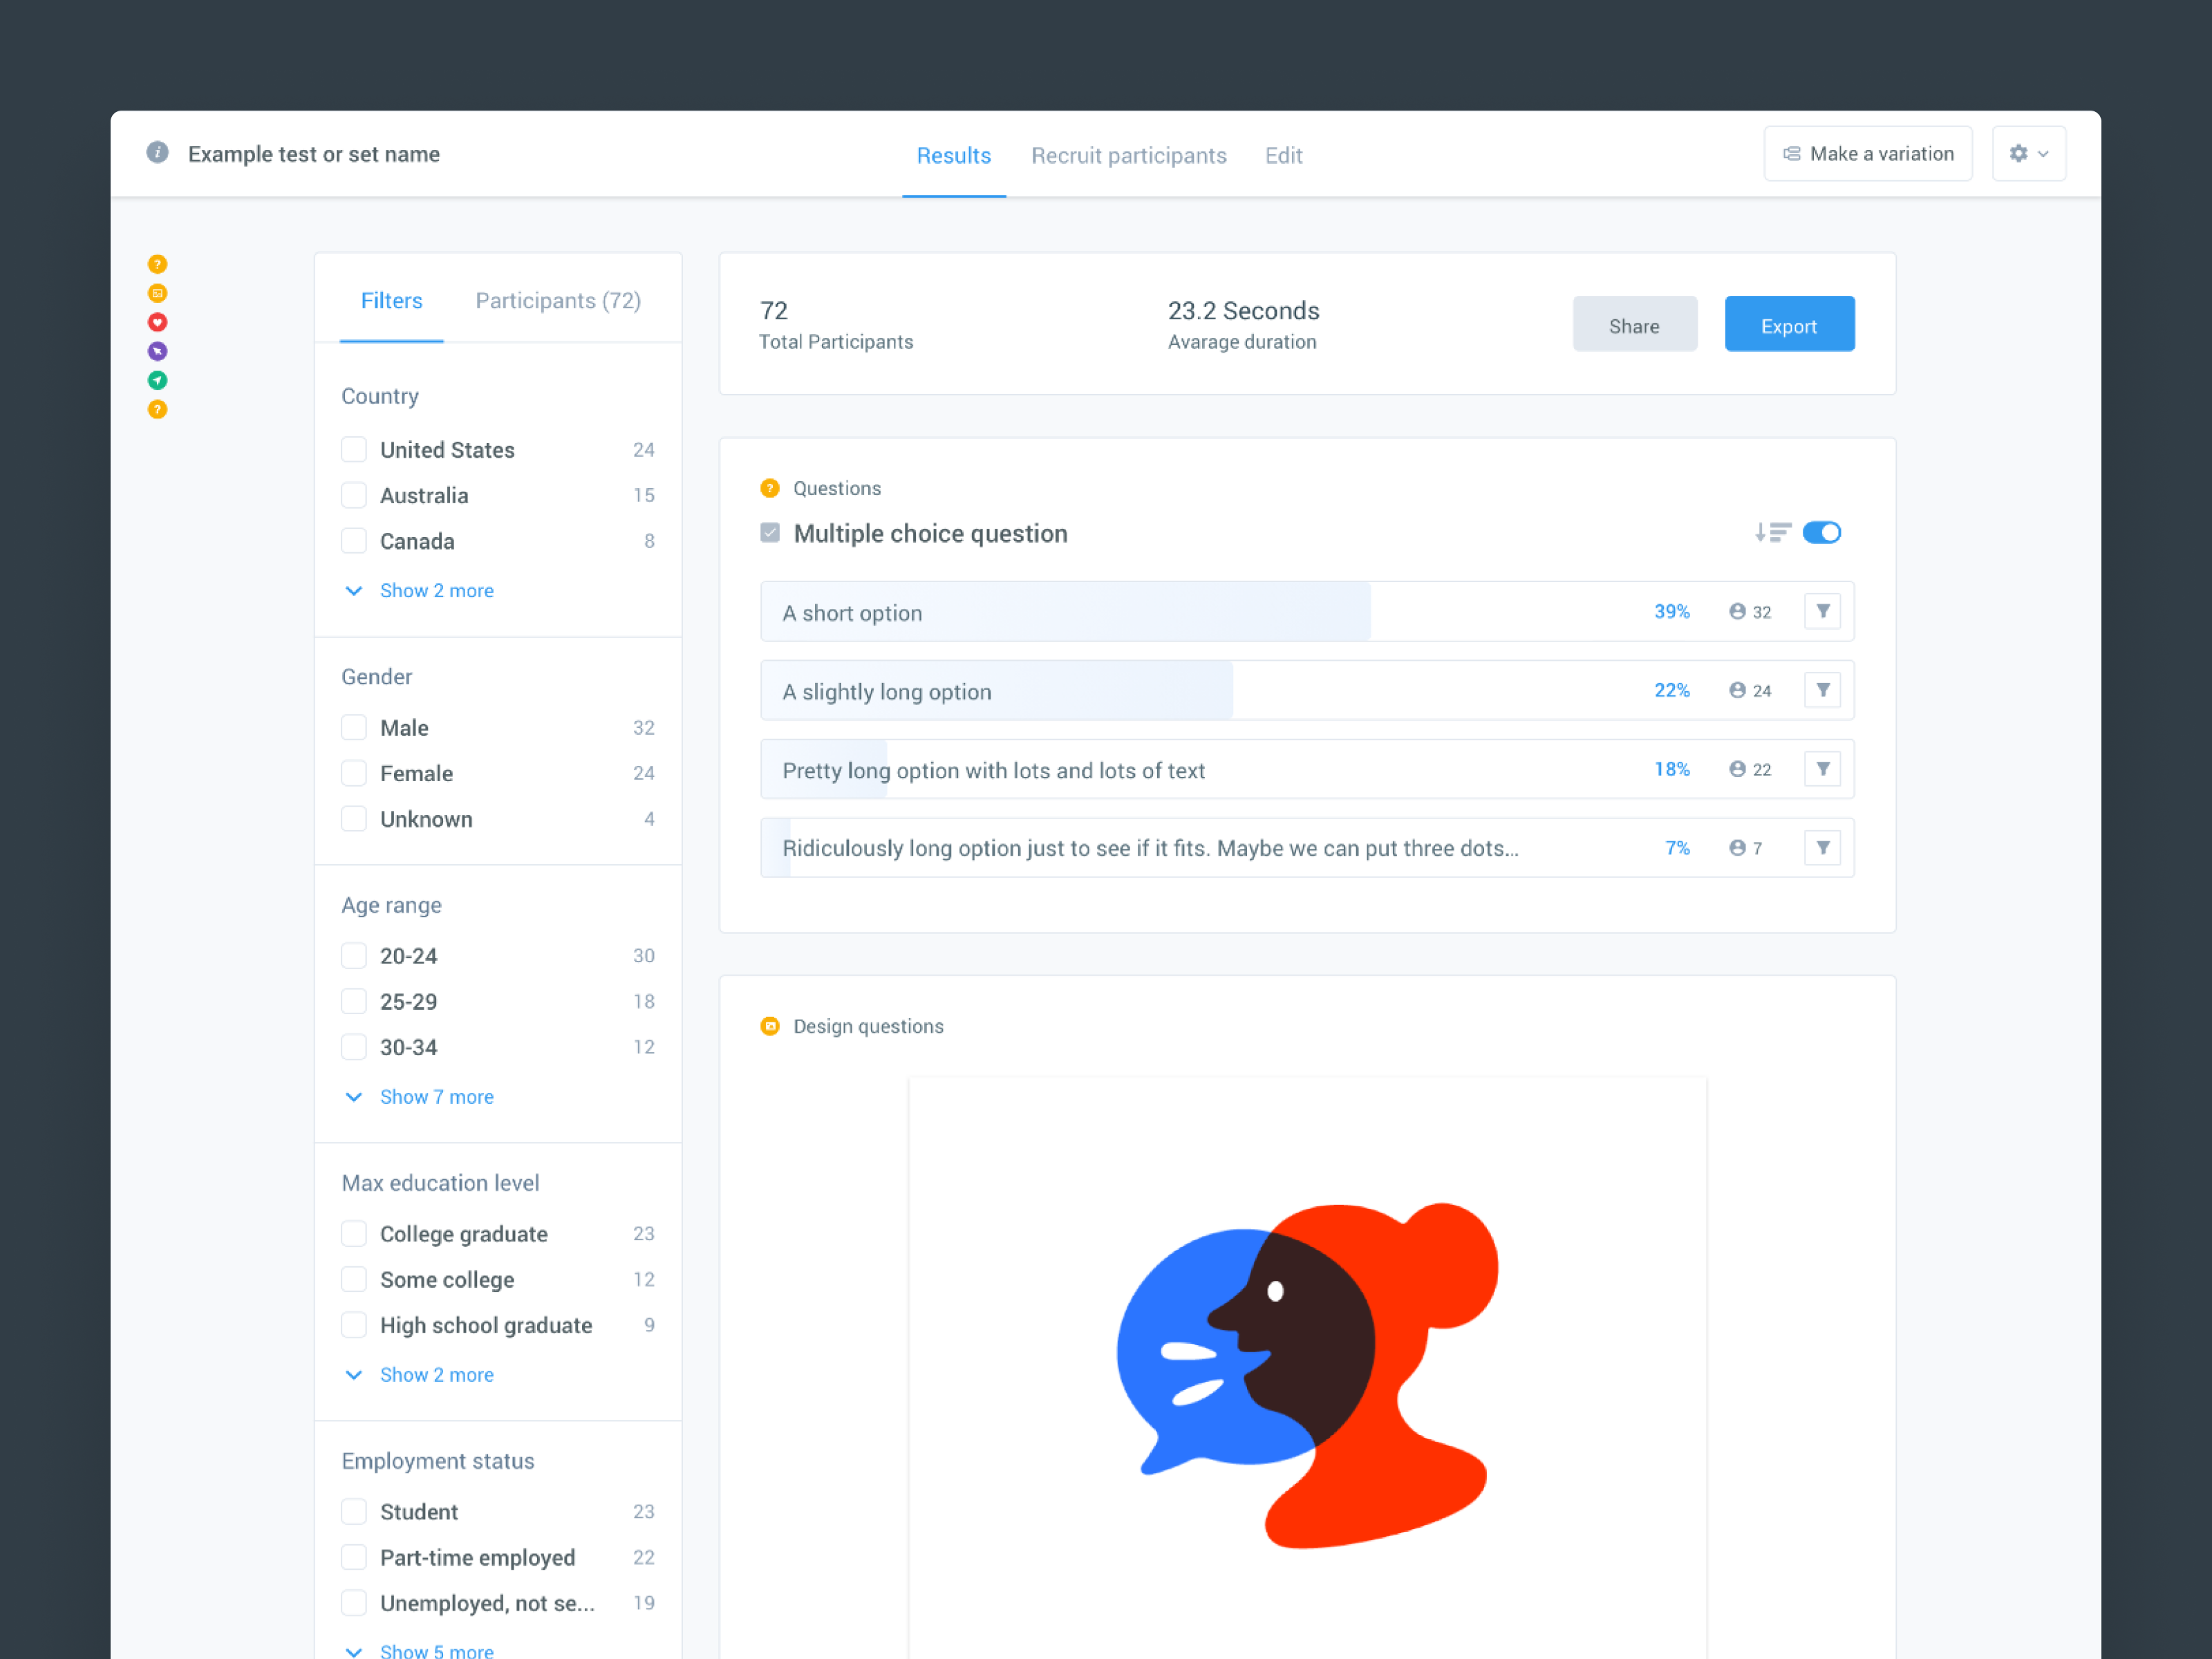 Example test or set name
Results
Recruit participants
Edit
Make a variation
Filters
Participants (72)
Country
United States 24
Australia 15
Canada 8
Show 2 more
Gender
Male 32
Female 24
Unknown 4
Age range
20-24 30
25-29 18
30-34 12
Show 7 more
Max education level
College graduate 23
Some college 12
High school graduate 9
Show 2 more
Employment status
Student 23
Part-time employed 22
Unemployed, not se... 19
Show 5 more
72
Total Participants
23.2 Seconds
Avarage duration
Share
Export
Questions
Multiple choice question
A short option 39% 32
A slightly long option 22% 24
Pretty long option with lots and lots of text 18% 22
Ridiculously long option just to see if it fits. Maybe we can put three dots... 7% 7
Design questions